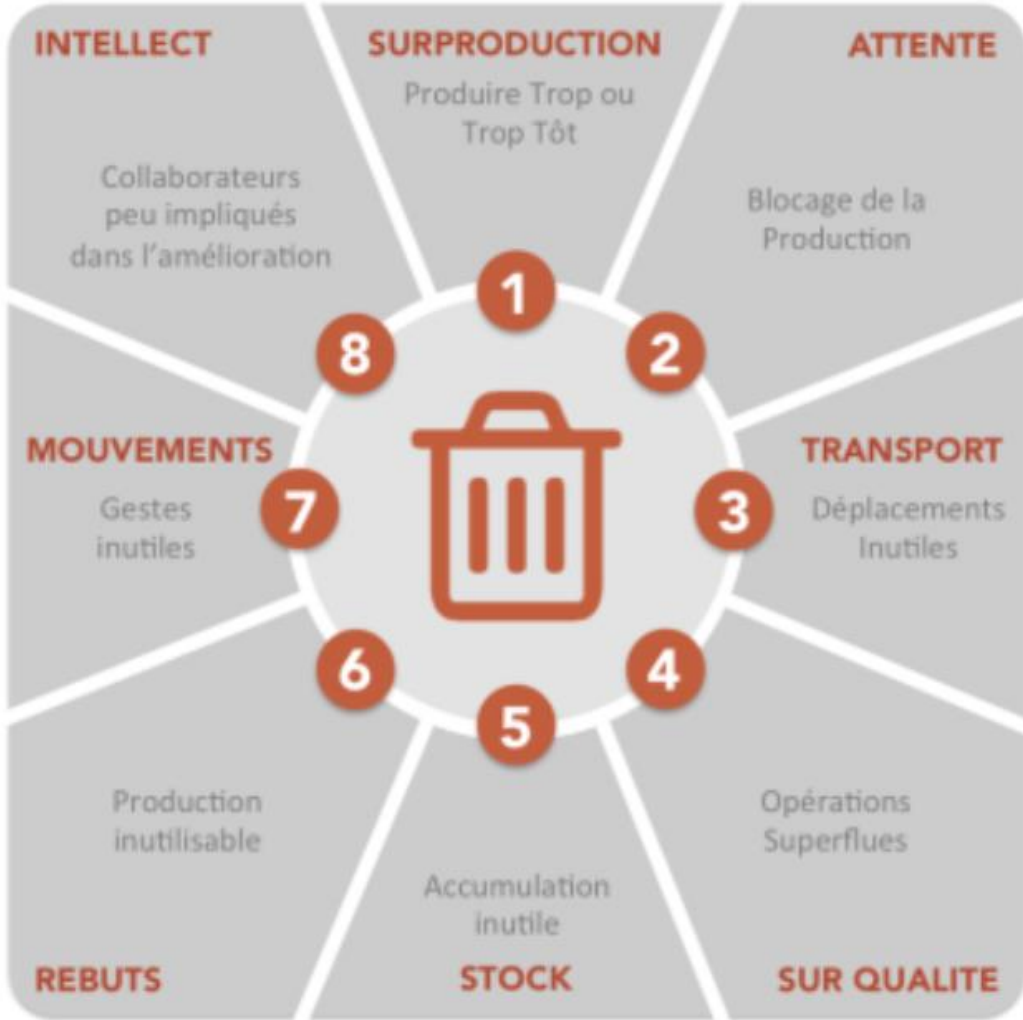 INTELLECT
Collaborateurs
peu impliqués
dans l'amélioration
SURPRODUCTION
Produire Trop ou
Trop Tôt
ATTENTE
Blocage de la
Production
1
2
3
4
5
6
7
8
MOUVEMENTS
Gestes
inutiles
TRANSPORT
Déplacements
Inutiles
Production
inutilisable
REBUTS
Accumulation
inutile
STOCK
Opérations
Superflues
SUR QUALITE